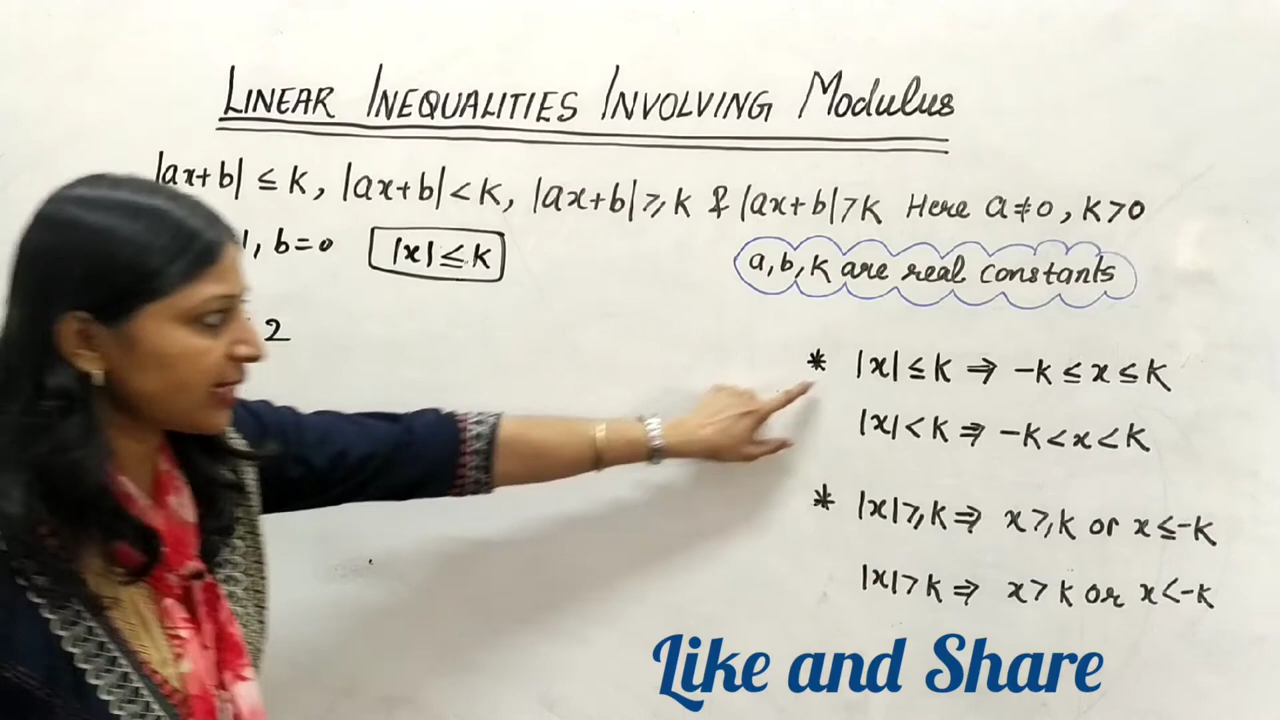 LINEAR INEQUALITIES INVOLVING Modulus
|ax+b| ≤ K, |ax+b| < K, |ax+b| ⩾ K & |ax+b| > K Here a ≠ 0, K > 0
1, b = 0 |x| ≤ K
a, b, K are real constants
2
* |x| ≤ K ⇒ -K ≤ x ≤ K
|x| < K ⇒ -K < x < K
* |x| ⩾ K ⇒ x ⩾ K or x ≤ -K
|x| > K ⇒ x > K or x < -K
Like and Share